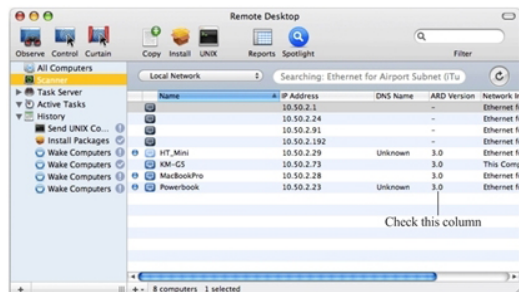 Remote Desktop
Observe Control Curtain Copy Install UNIX Reports Spotlight Filter
All Computers
Scanner
Task Server
Active Tasks
History
Send UNIX Co...
Install Packages
Wake Computers
Wake Computers
Wake Computers
Wake Computers
Local Network Searching: Ethernet for Airport Subnet (iTu
Name IP Address DNS Name ARD Version Network In
10.50.2.1 - Ethernet f
10.50.2.24 - Ethernet f
10.50.2.91 - Ethernet f
10.50.2.192 - Ethernet f
HT_Mini 10.50.2.29 Unknown 3.0 Ethernet f
KM-G5 10.50.2.73 3.0 This Comp
MacBookPro 10.50.2.28 3.0 Ethernet f
Powerbook 10.50.2.23 Unknown 3.0 Ethernet f
Check this column
8 computers 1 selected